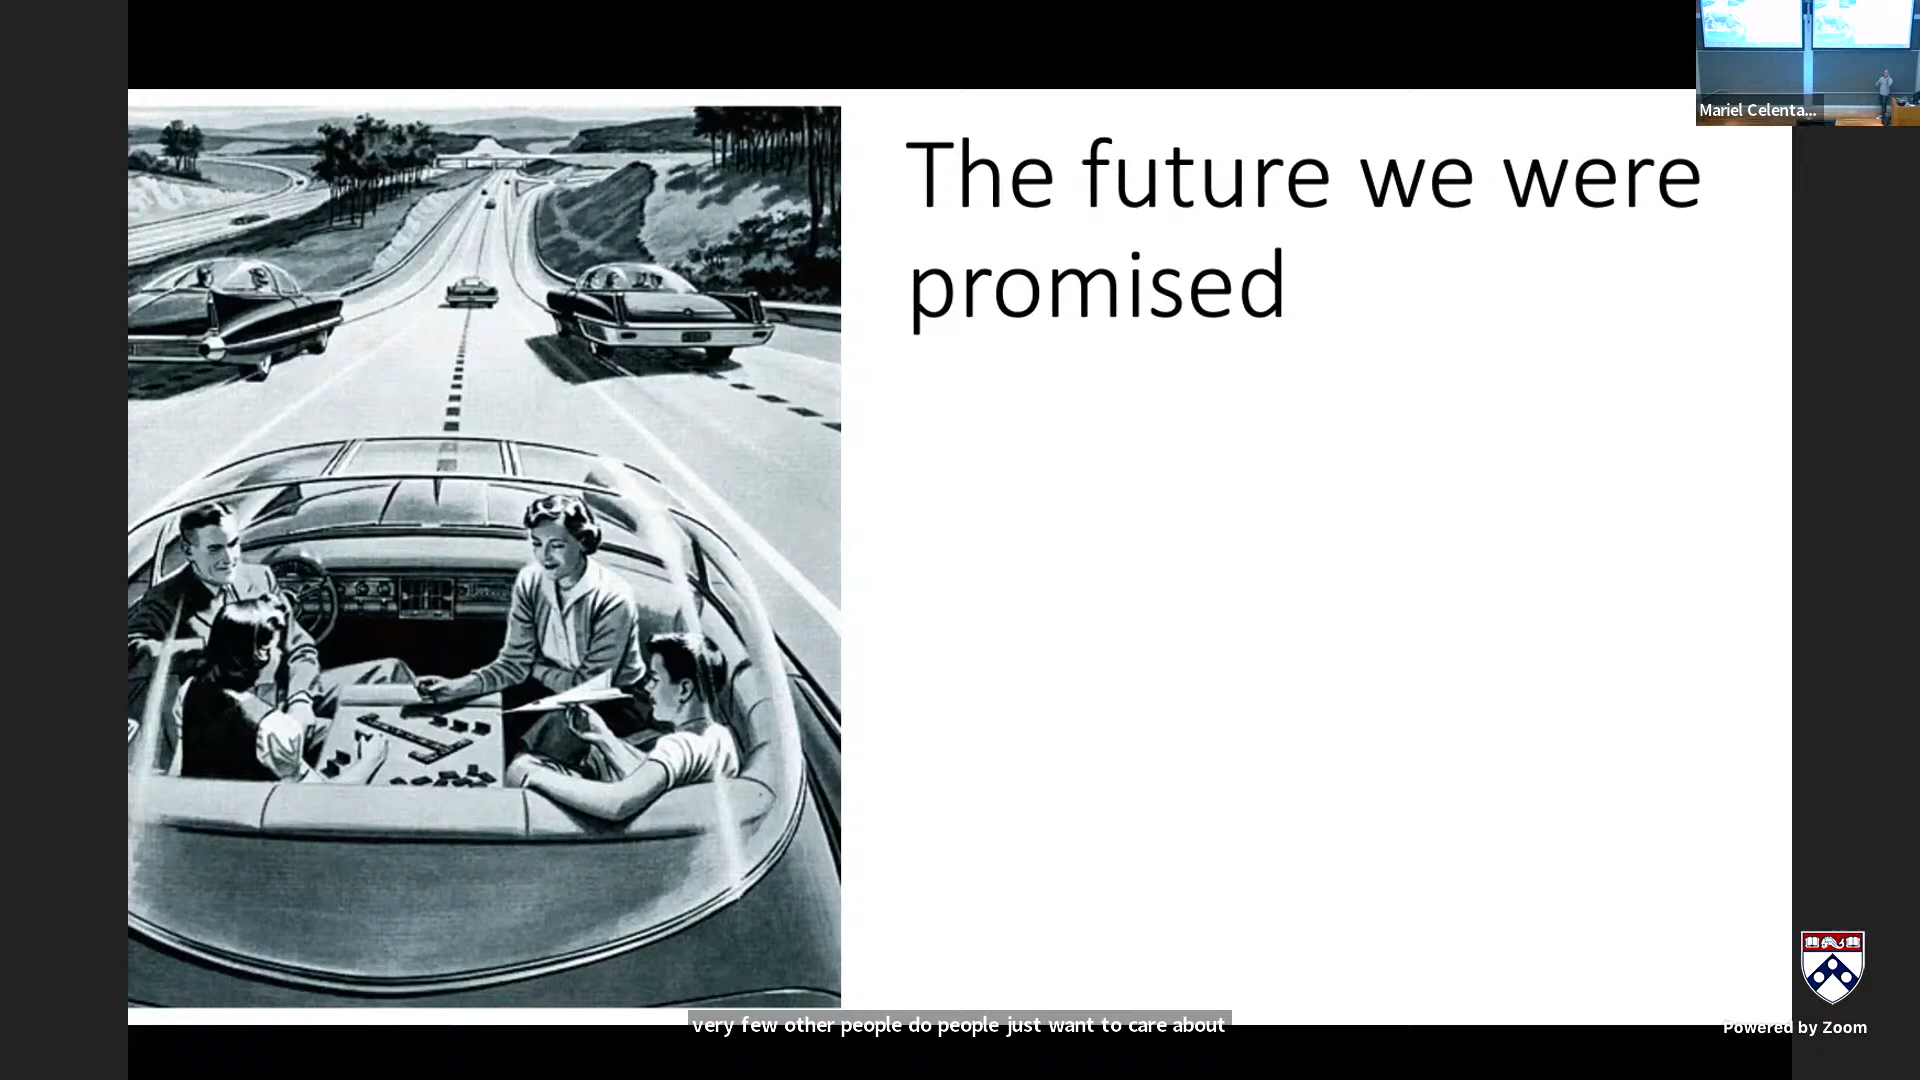 Mariel Celenta...
The future we were
promised
very few other people do people just want to care about
Powered by Zoom